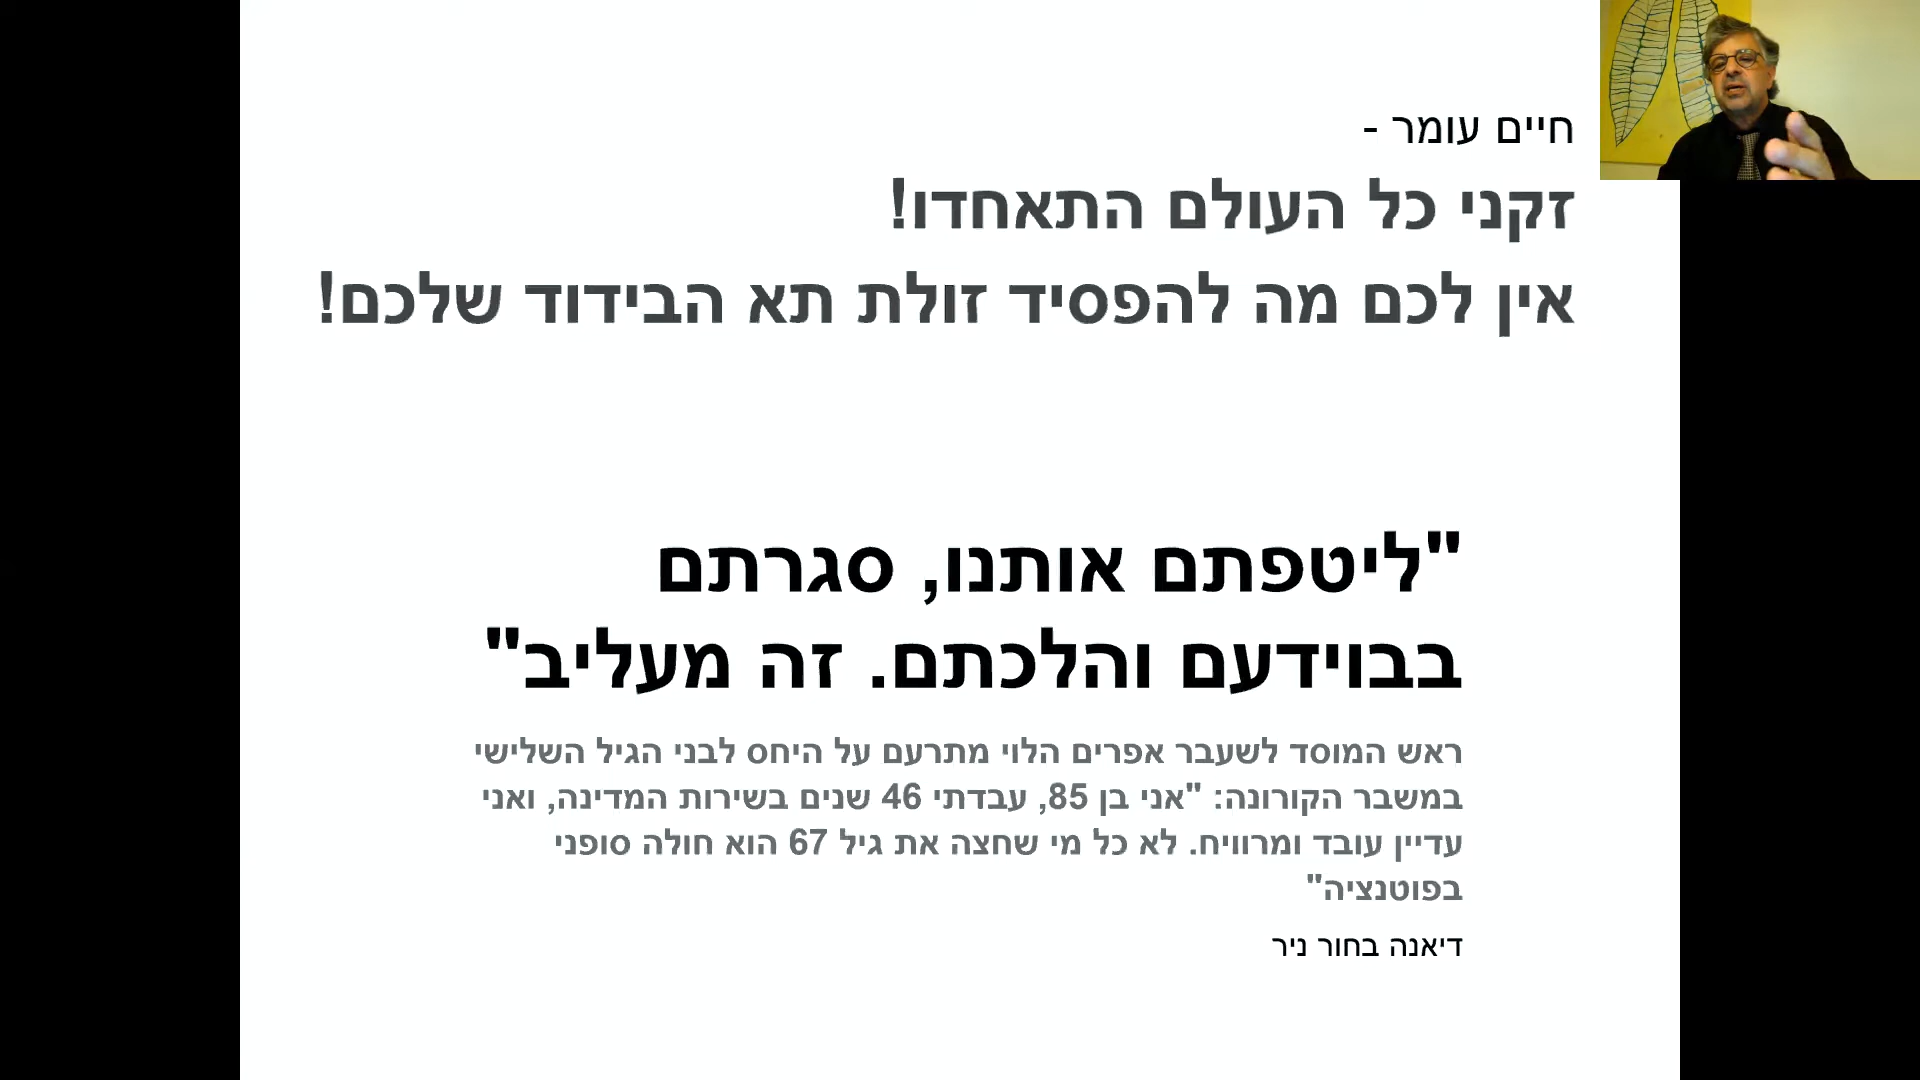 חיים עומר -
זקני כל העולם התאחדו!
אין לכם מה להפסיד זולת תא הבידוד שלכם!
"ליטפתם אותנו, סגרתם
בבוידעם והלכתם. זה מעליב"
ראש המוסד לשעבר אפרים הלוי מתרעם על היחס לבני הגיל השלישי
במשבר הקורונה: "אני בן 85, עבדתי 46 שנים בשירות המדינה, ואני
עדיין עובד ומרוויח. לא כל מי שחצה את גיל 67 הוא חולה סופני
בפוטנציה"
דיאנה בחור ניר